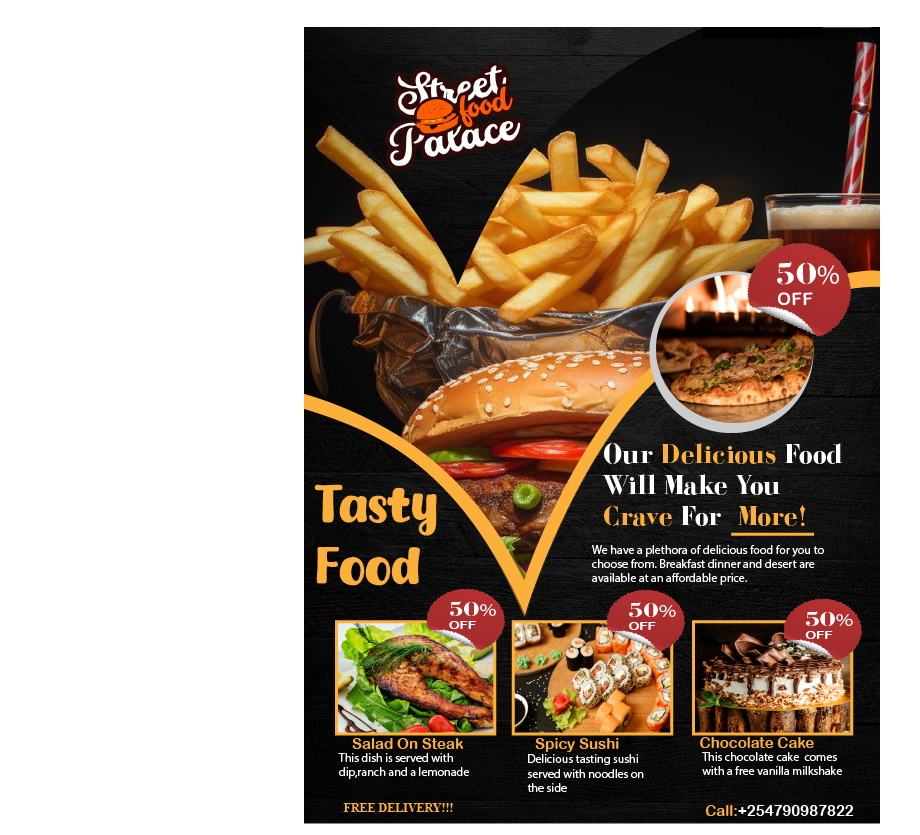 Street
food
Palace
50%
OFF
Our Delicious Food
Will Make You
Crave For More!
We have a plethora of delicious food for you to
choose from. Breakfast dinner and desert are
available at an affordable price.
Tasty
Food
50%
OFF
50%
OFF
50%
OFF
Salad On Steak
This dish is served with
dip,ranch and a lemonade
Spicy Sushi
Delicious tasting sushi
served with noodles on
the side
Chocolate Cake
This chocolate cake comes
with a free vanilla milkshake
FREE DELIVERY!!!
Call:+254790987822